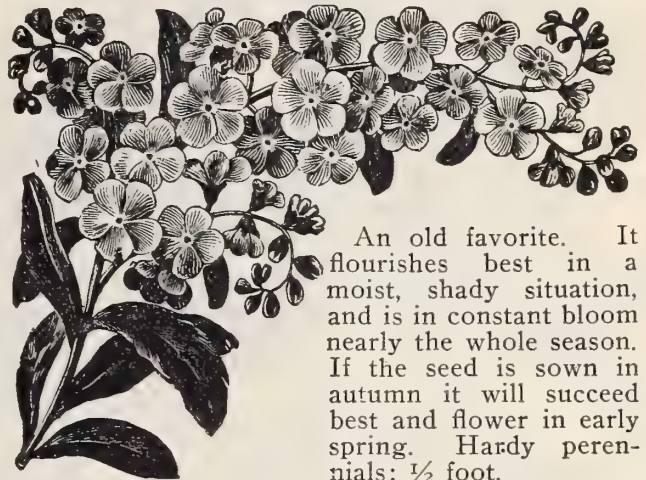 An old favorite. It
flourishes best in a
moist, shady situation,
and is in constant bloom
nearly the whole season.
If the seed is sown in
autumn it will succeed
best and flower in early
spring. Hardy peren-
nials; ½ foot.